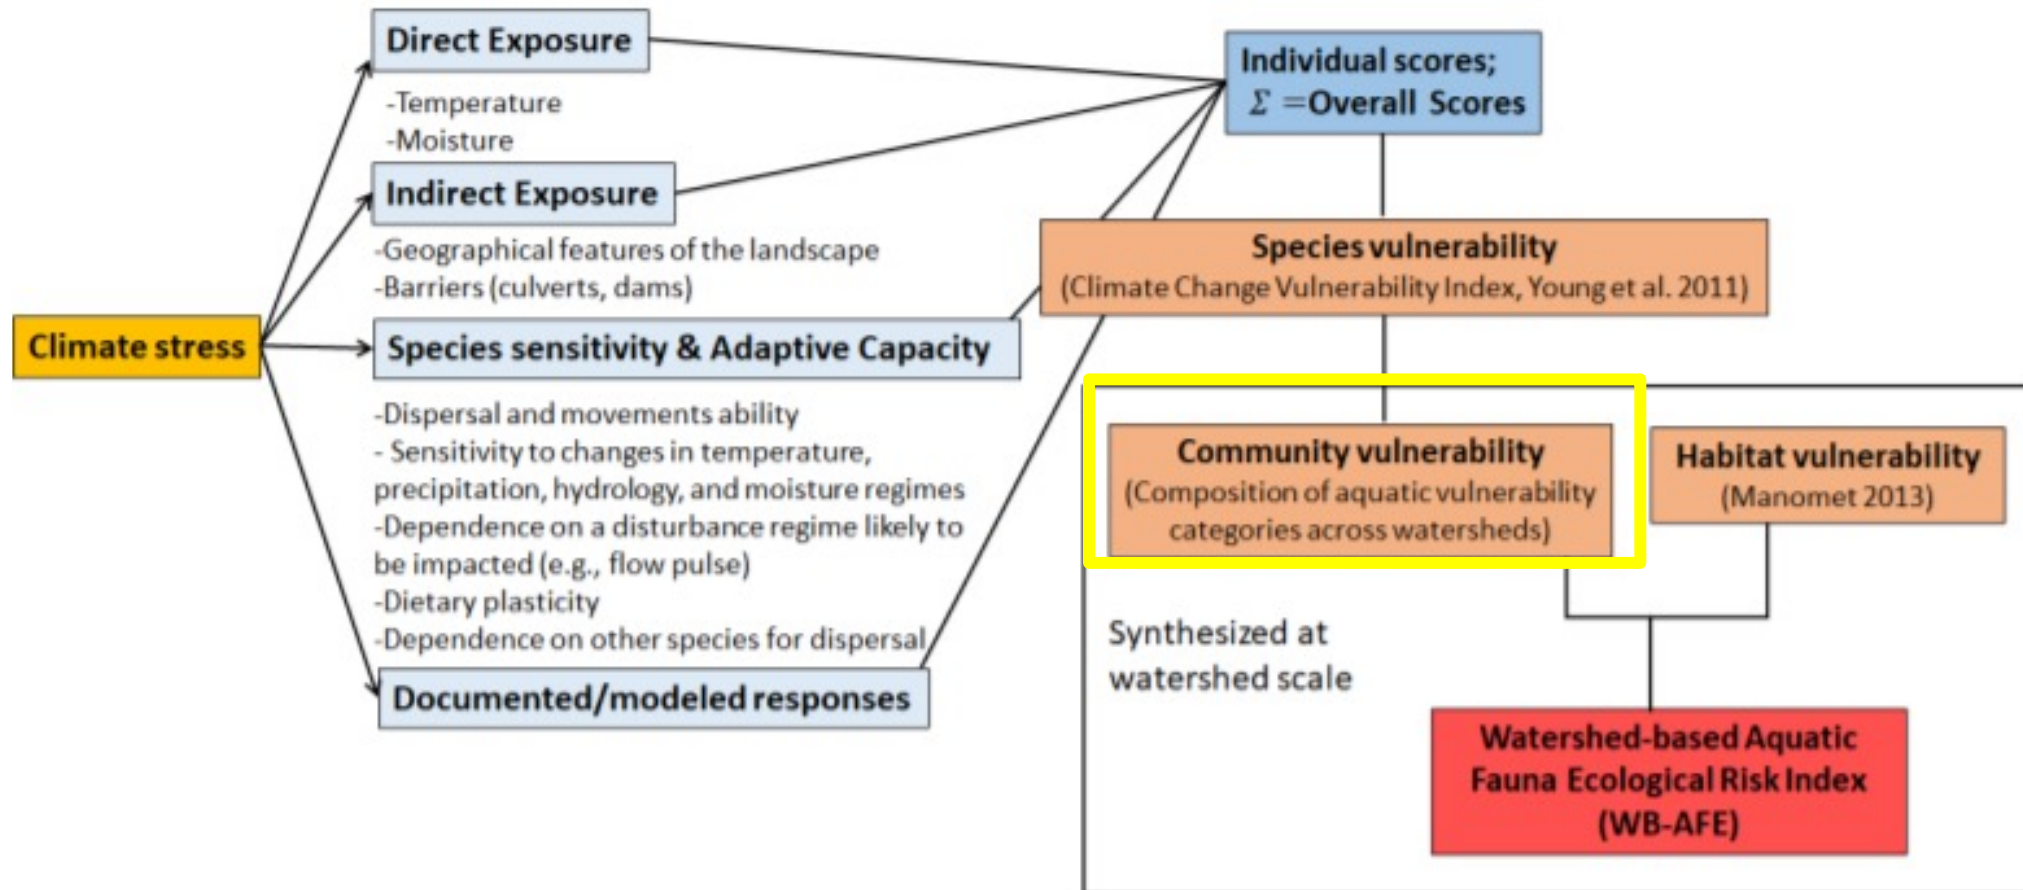 Direct Exposure
-Temperature
-Moisture
Indirect Exposure
-Geographical features of the landscape
-Barriers (culverts, dams)
Climate stress
Species sensitivity & Adaptive Capacity
-Dispersal and movements ability
- Sensitivity to changes in temperature,
precipitation, hydrology, and moisture regimes
-Dependence on a disturbance regime likely to
be impacted (e.g., flow pulse)
-Dietary plasticity
-Dependence on other species for dispersal
Documented/modeled responses
Individual scores;
Σ =Overall Scores
Species vulnerability
(Climate Change Vulnerability Index, Young et al. 2011)
Community vulnerability
(Composition of aquatic vulnerability
categories across watersheds)
Habitat vulnerability
(Manomet 2013)
Synthesized at
watershed scale
Watershed-based Aquatic
Fauna Ecological Risk Index
(WB-AFE)